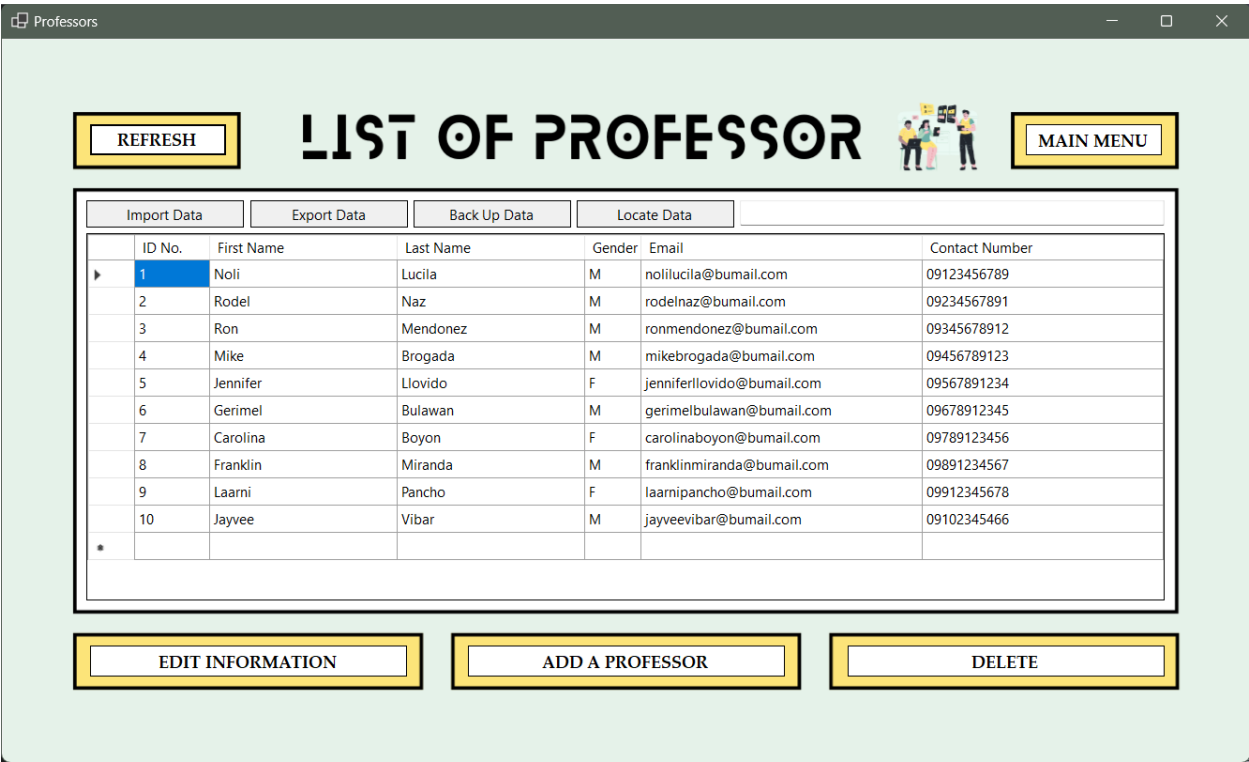 Professors
REFRESH
LIST OF PROFESSOR
MAIN MENU
Import Data Export Data Back Up Data Locate Data
ID No. First Name Last Name Gender Email Contact Number
1 Noli Lucila M nolilucila@bumail.com 09123456789
2 Rodel Naz M rodelnaz@bumail.com 09234567891
3 Ron Mendonez M ronmendonez@bumail.com 09345678912
4 Mike Brogada M mikebrogada@bumail.com 09456789123
5 Jennifer Llovido F jenniferllovido@bumail.com 09567891234
6 Gerimel Bulawan M gerimelbulawan@bumail.com 09678912345
7 Carolina Boyon F carolinaboyon@bumail.com 09789123456
8 Franklin Miranda M franklinmiranda@bumail.com 09891234567
9 Laarni Pancho F laarnipancho@bumail.com 09912345678
10 Jayvee Vibar M jayveevibar@bumail.com 09102345466
EDIT INFORMATION ADD A PROFESSOR DELETE